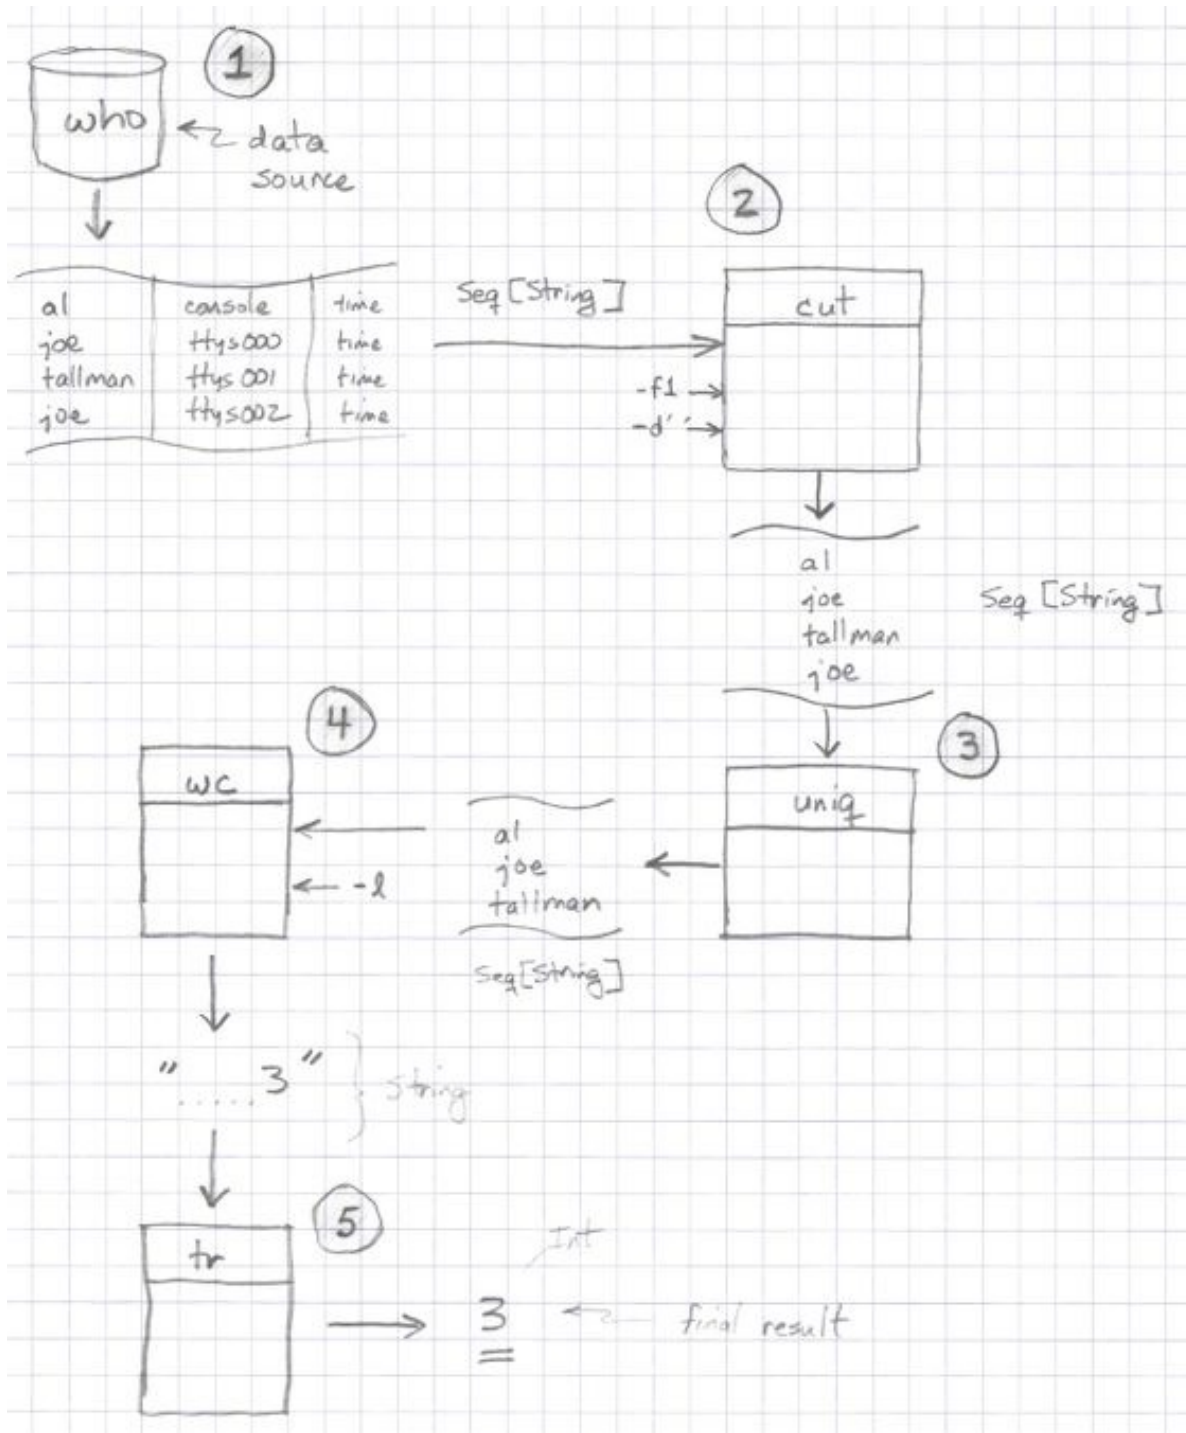 1
who
data
source
al console time
joe ttys000 time
tallman ttys001 time
joe ttys002 time
Seq [String]
2
cut
-f1
-d' '
al
joe
tallman
joe
Seq [String]
3
uniq
al
joe
tallman
Seq [String]
4
wc
-l
".....3"
String
5
tr
Int
3
final result